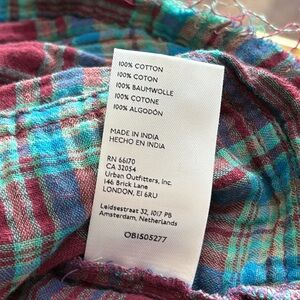 100% COTTON
100% COTON
100% BAUMWOLLE
100% COTONE
100% ALGODÓN
MADE IN INDIA
HECHO EN INDIA
RN 66170
CA 32054
Urban Outfitters, Inc.
146 Brick Lane
LONDON, E1 6RU
Leidsestraat 32, 1017 PB
Amsterdam, Netherlands
OB1505277